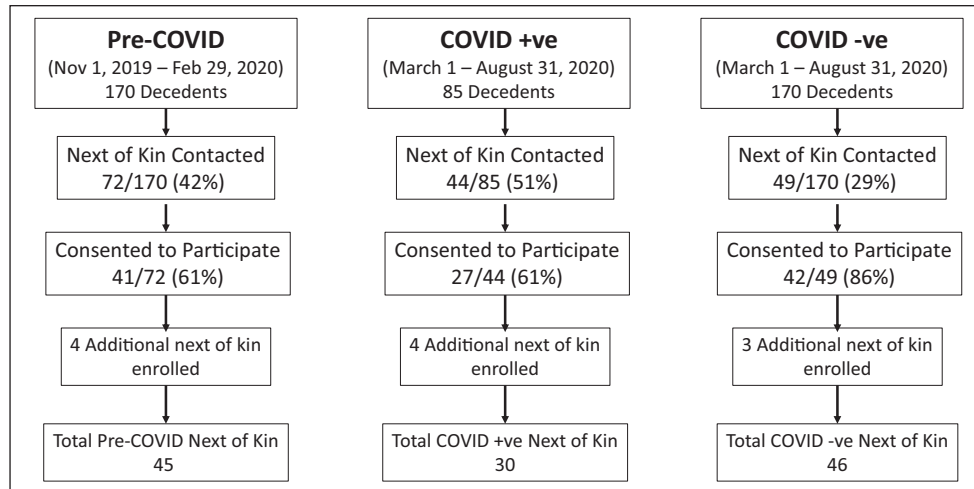 Pre-COVID
(Nov 1, 2019 – Feb 29, 2020)
170 Decedents
Next of Kin Contacted
72/170 (42%)
Consented to Participate
41/72 (61%)
4 Additional next of kin
enrolled
Total Pre-COVID Next of Kin
45
COVID +ve
(March 1 – August 31, 2020)
85 Decedents
Next of Kin Contacted
44/85 (51%)
Consented to Participate
27/44 (61%)
4 Additional next of kin
enrolled
Total COVID +ve Next of Kin
30
COVID -ve
(March 1 – August 31, 2020)
170 Decedents
Next of Kin Contacted
49/170 (29%)
Consented to Participate
42/49 (86%)
3 Additional next of kin
enrolled
Total COVID -ve Next of Kin
46